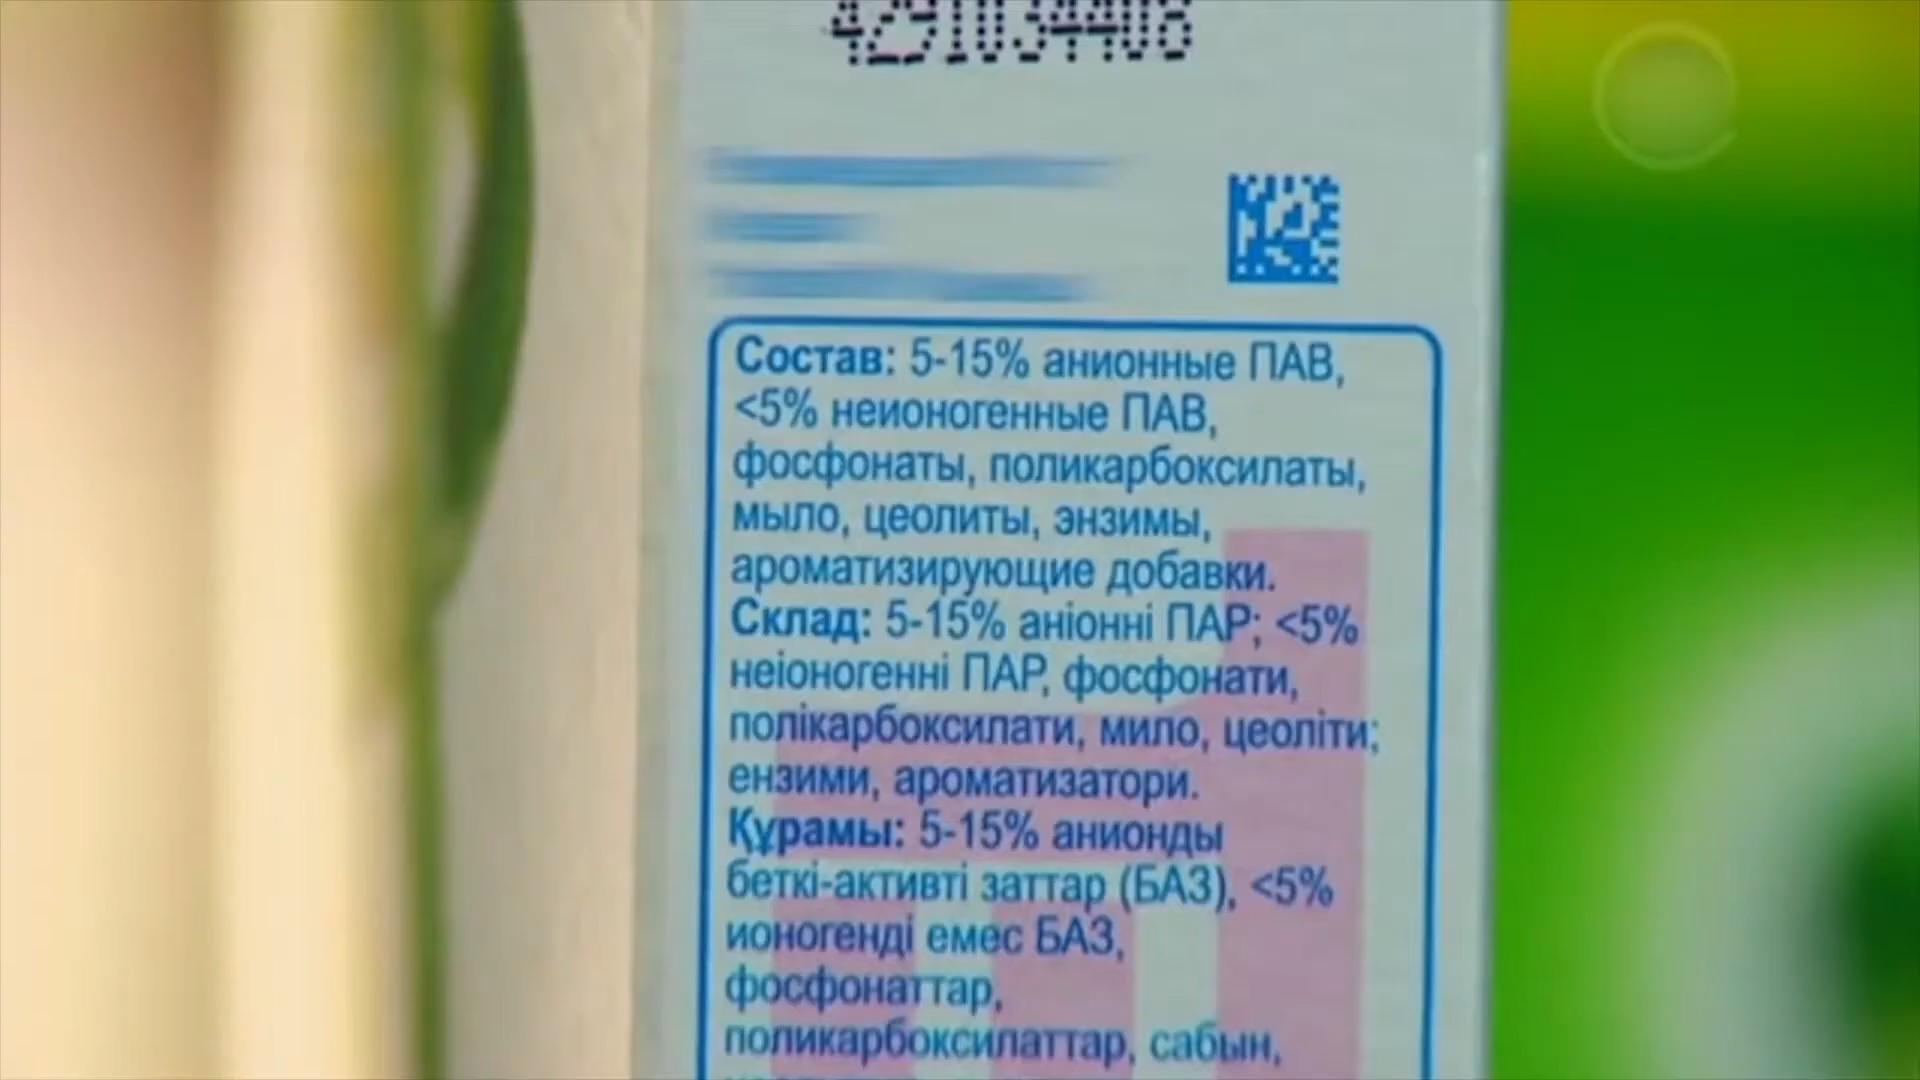 4291034408
Состав: 5-15% анионные ПАВ,
<5% неионогенные ПАВ,
фосфонаты, поликарбоксилаты,
мыло, цеолиты, энзимы,
ароматизирующие добавки.
Склад: 5-15% аніонні ПАР; <5%
неіоногенні ПАР, фосфонати,
полікарбоксилати, мило, цеоліти;
ензими, ароматизатори.
Құрамы: 5-15% анионды
беткі-активті заттар (БАЗ), <5%
ионогенді емес БАЗ,
фосфонаттар,
поликарбоксилаттар, сабын,